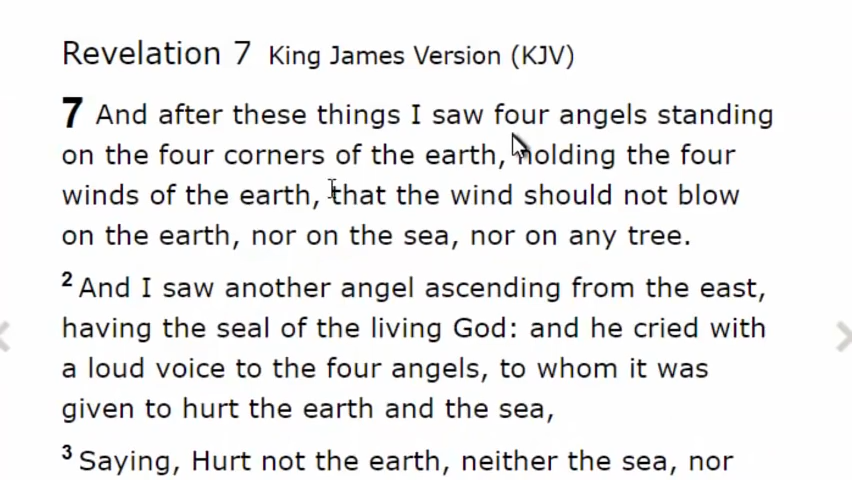 Revelation 7 King James Version (KJV)
7 And after these things I saw four angels standing
on the four corners of the earth, holding the four
winds of the earth, that the wind should not blow
on the earth, nor on the sea, nor on any tree.
2 And I saw another angel ascending from the east,
having the seal of the living God: and he cried with
a loud voice to the four angels, to whom it was
given to hurt the earth and the sea,
3 Saying, Hurt not the earth, neither the sea, nor